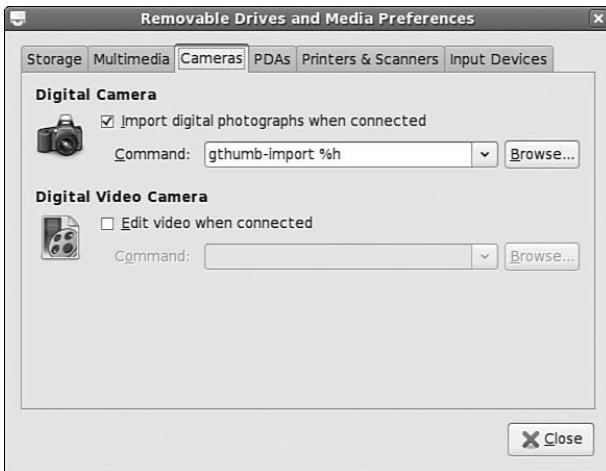 Removable Drives and Media Preferences
Storage Multimedia Cameras PDAs Printers & Scanners Input Devices
Digital Camera
Import digital photographs when connected
Command: gthumb-import %h Browse...
Digital Video Camera
Edit video when connected
Command: Browse...
Close